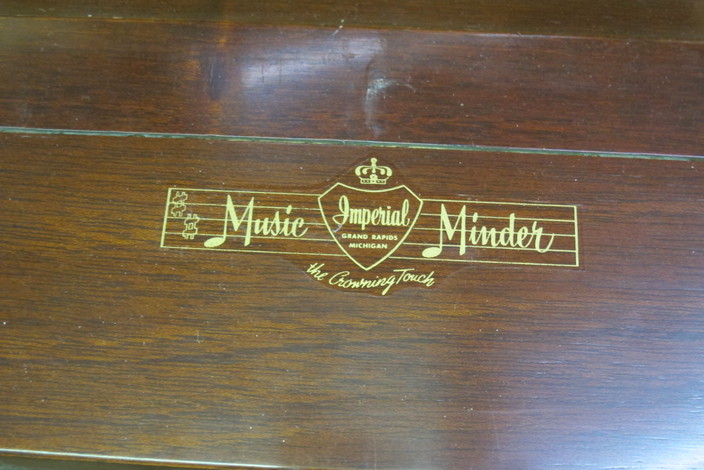 Music Imperial Minder
GRAND RAPIDS
MICHIGAN
the Crowning Touch